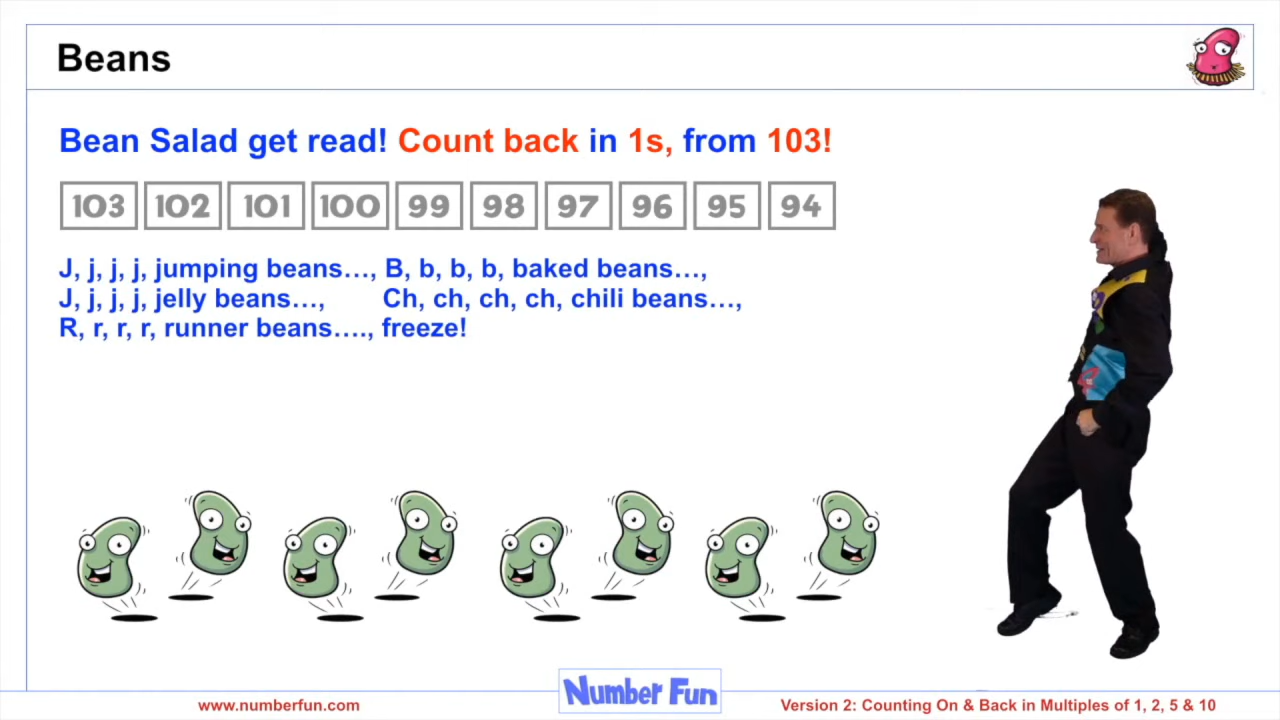 Beans
Bean Salad get read! Count back in 1s, from 103!
103 102 101 100 99 98 97 96 95 94
J, j, j, j, jumping beans…, B, b, b, b, baked beans…,
J, j, j, j, jelly beans…, Ch, ch, ch, ch, chili beans…,
R, r, r, r, runner beans…., freeze!
www.numberfun.com Number Fun Version 2: Counting On & Back in Multiples of 1, 2, 5 & 10